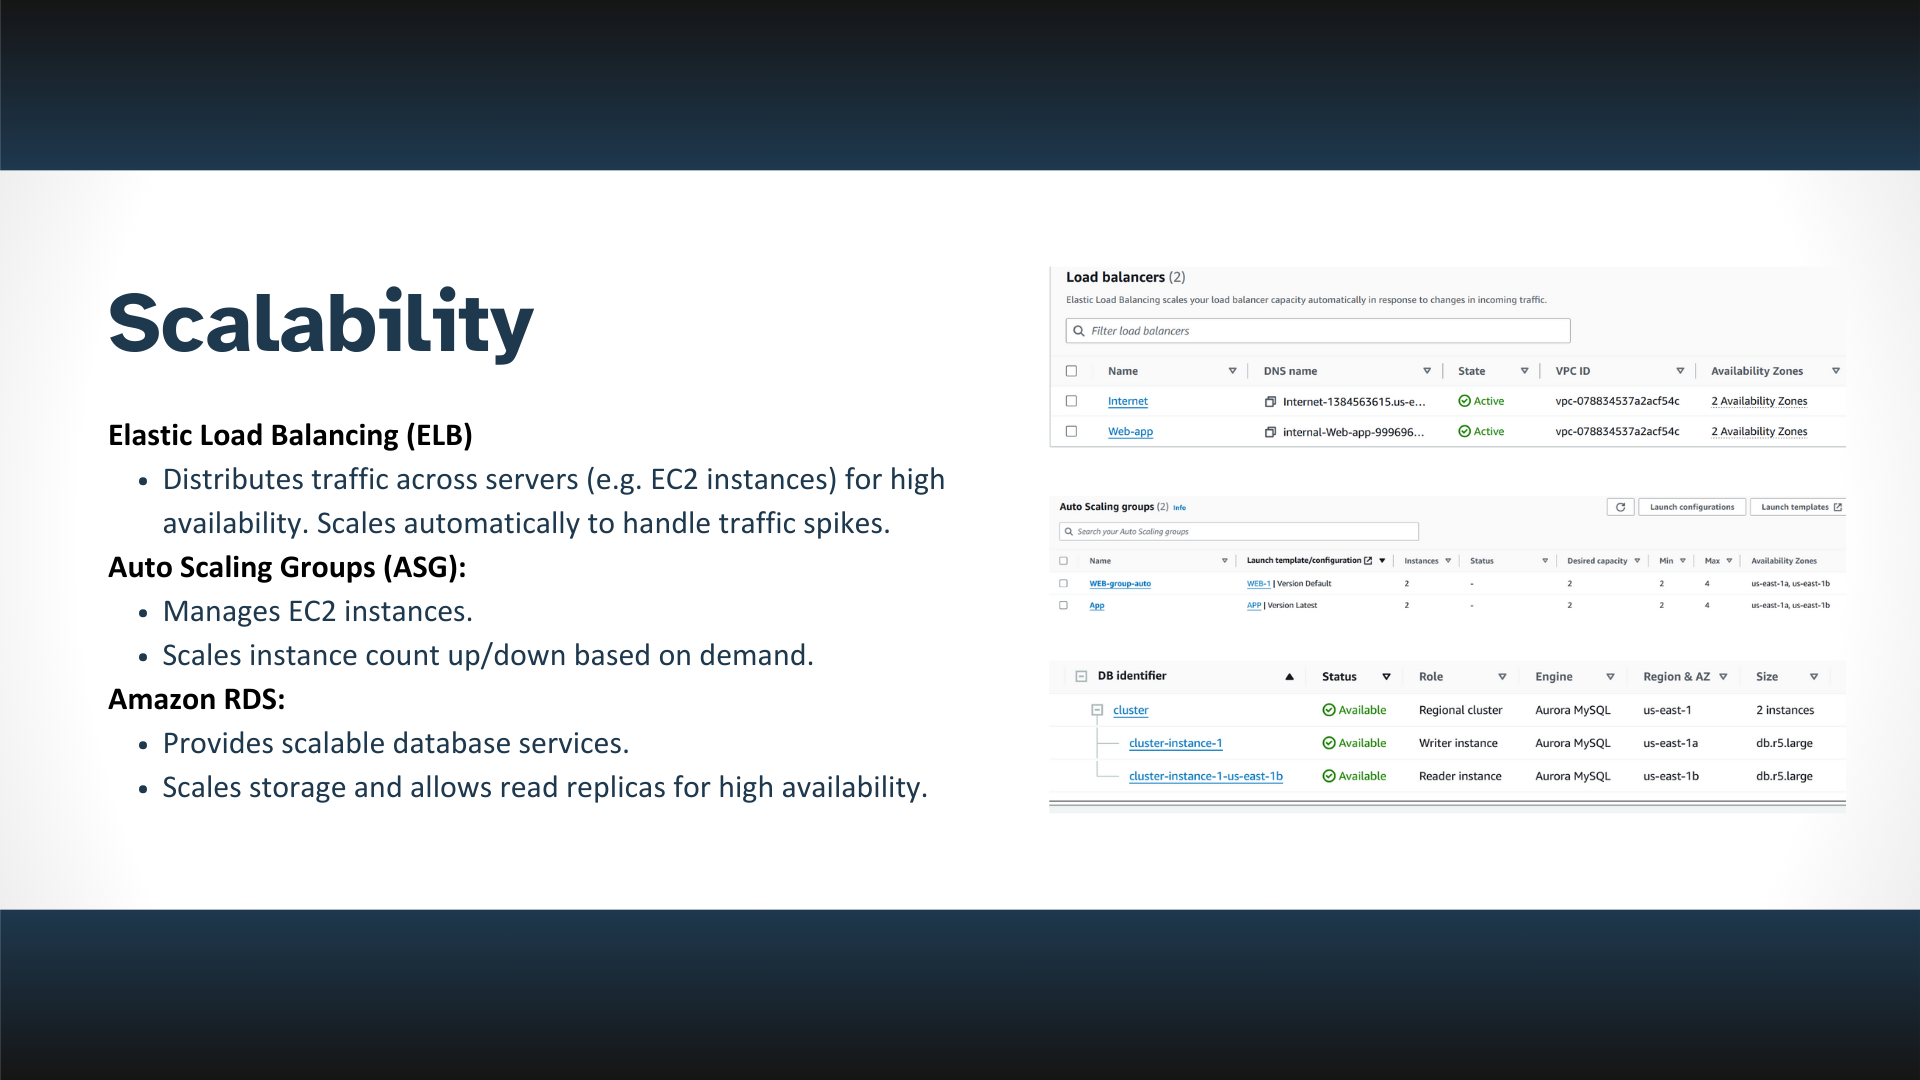 Scalability
Elastic Load Balancing (ELB)
• Distributes traffic across servers (e.g. EC2 instances) for high
availability. Scales automatically to handle traffic spikes.
Auto Scaling Groups (ASG):
• Manages EC2 instances.
• Scales instance count up/down based on demand.
Amazon RDS:
• Provides scalable database services.
• Scales storage and allows read replicas for high availability.
Load balancers (2)
Elastic Load Balancing scales your load balancer capacity automatically in response to changes in incoming traffic.
Filter load balancers
Name DNS name State VPC ID Availability Zones
Internet Internet-1384563615.us-e... Active vpc-078834537a2acf54c 2 Availability Zones
Web-app internal-Web-app-999696... Active vpc-078834537a2acf54c 2 Availability Zones
Auto Scaling groups (2) Info Launch configurations Launch templates
Search your Auto Scaling groups
Name Launch template/configuration Instances Status Desired capacity Min Max Availability Zones
WEB-group-auto WEB-1 | Version Default 2 - 2 2 4 us-east-1a, us-east-1b
App APP | Version Latest 2 - 2 2 4 us-east-1a, us-east-1b
DB identifier Status Role Engine Region & AZ Size
cluster Available Regional cluster Aurora MySQL us-east-1 2 instances
cluster-instance-1 Available Writer instance Aurora MySQL us-east-1a db.r5.large
cluster-instance-1-us-east-1b Available Reader instance Aurora MySQL us-east-1b db.r5.large